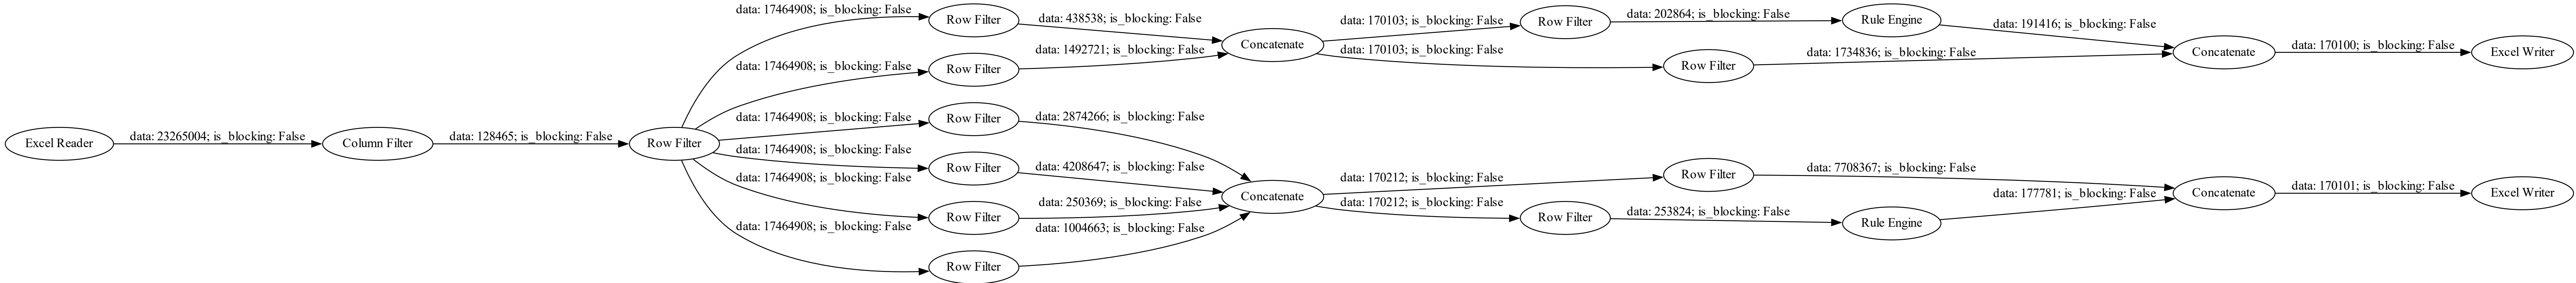 Excel Reader
data: 23265004; is_blocking: False
Column Filter
data: 128465; is_blocking: False
Row Filter
data: 17464908; is_blocking: False
data: 17464908; is_blocking: False
data: 17464908; is_blocking: False
data: 17464908; is_blocking: False
data: 17464908; is_blocking: False
data: 17464908; is_blocking: False
Row Filter
Row Filter
Row Filter
Row Filter
Row Filter
Row Filter
data: 438538; is_blocking: False
data: 1492721; is_blocking: False
data: 2874266; is_blocking: False
data: 4208647; is_blocking: False
data: 250369; is_blocking: False
data: 1004663; is_blocking: False
Concatenate
Concatenate
data: 170103; is_blocking: False
data: 170103; is_blocking: False
data: 170212; is_blocking: False
data: 170212; is_blocking: False
Row Filter
Row Filter
Row Filter
Row Filter
data: 202864; is_blocking: False
data: 1734836; is_blocking: False
data: 7708367; is_blocking: False
data: 253824; is_blocking: False
Rule Engine
Rule Engine
data: 191416; is_blocking: False
data: 177781; is_blocking: False
Concatenate
Concatenate
data: 170100; is_blocking: False
data: 170101; is_blocking: False
Excel Writer
Excel Writer